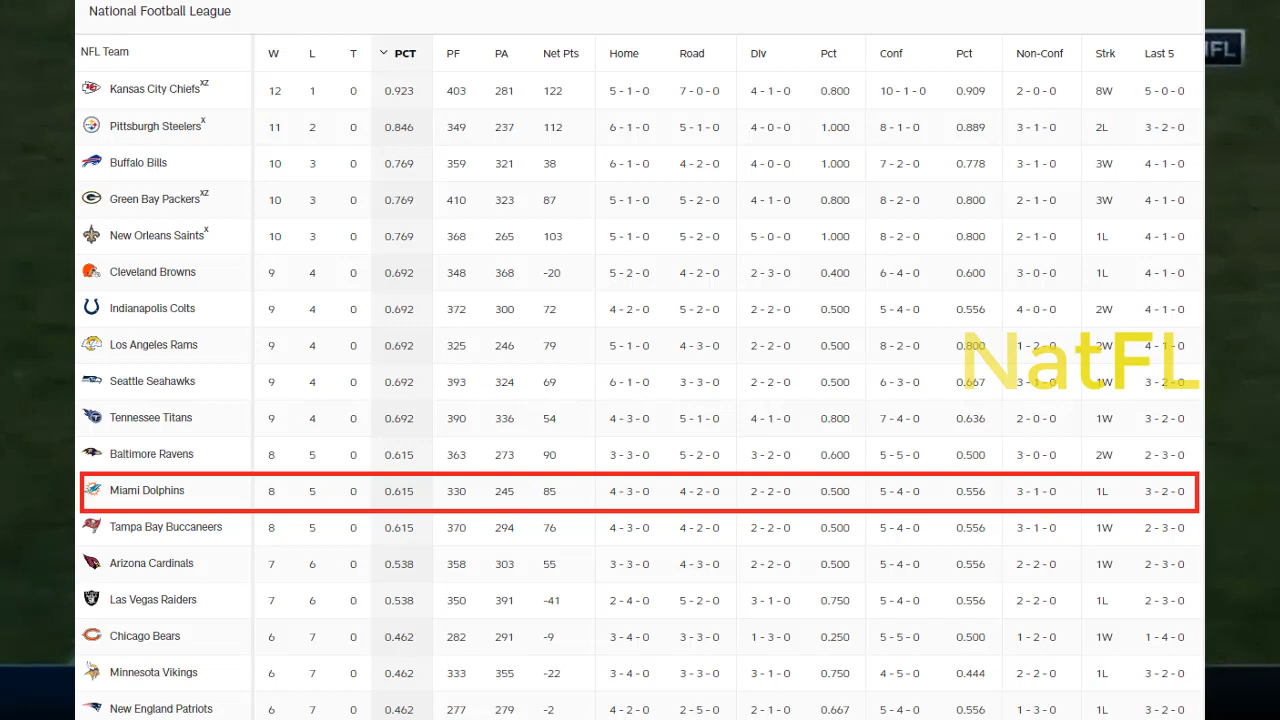 National Football League
NFL Team W L T PCT PF PA Net Pts Home Road Div Pct Conf Pct Non-Conf Strk Last 5
Kansas City Chiefs xz 12 1 0 0.923 403 281 122 5 - 1 - 0 7 - 0 - 0 4 - 1 - 0 0.800 10 - 1 - 0 0.909 2 - 0 - 0 8W 5 - 0 - 0
Pittsburgh Steelers x 11 2 0 0.846 349 237 112 6 - 1 - 0 5 - 1 - 0 4 - 0 - 0 1.000 8 - 1 - 0 0.889 3 - 1 - 0 2L 3 - 2 - 0
Buffalo Bills 10 3 0 0.769 359 321 38 6 - 1 - 0 4 - 2 - 0 4 - 0 - 0 1.000 7 - 2 - 0 0.778 3 - 1 - 0 3W 4 - 1 - 0
Green Bay Packers xz 10 3 0 0.769 410 323 87 5 - 1 - 0 5 - 2 - 0 4 - 1 - 0 0.800 8 - 2 - 0 0.800 2 - 1 - 0 3W 4 - 1 - 0
New Orleans Saints x 10 3 0 0.769 368 265 103 5 - 1 - 0 5 - 2 - 0 5 - 0 - 0 1.000 8 - 2 - 0 0.800 2 - 1 - 0 1L 4 - 1 - 0
Cleveland Browns 9 4 0 0.692 348 368 -20 5 - 2 - 0 4 - 2 - 0 2 - 3 - 0 0.400 6 - 4 - 0 0.600 3 - 0 - 0 1L 4 - 1 - 0
Indianapolis Colts 9 4 0 0.692 372 300 72 4 - 2 - 0 5 - 2 - 0 2 - 2 - 0 0.500 5 - 4 - 0 0.556 4 - 0 - 0 2W 4 - 1 - 0
Los Angeles Rams 9 4 0 0.692 325 246 79 5 - 1 - 0 4 - 3 - 0 2 - 2 - 0 0.500 8 - 2 - 0 0.800 1 - 2 - 0 2W 4 - 1 - 0
NatFL
Seattle Seahawks 9 4 0 0.692 393 324 69 6 - 1 - 0 3 - 3 - 0 2 - 2 - 0 0.500 6 - 3 - 0 0.667 3 - 1 - 0 1W 3 - 2 - 0
Tennessee Titans 9 4 0 0.692 390 336 54 4 - 3 - 0 5 - 1 - 0 4 - 1 - 0 0.800 7 - 4 - 0 0.636 2 - 0 - 0 1W 3 - 2 - 0
Baltimore Ravens 8 5 0 0.615 363 273 90 3 - 3 - 0 5 - 2 - 0 3 - 2 - 0 0.600 5 - 5 - 0 0.500 3 - 0 - 0 2W 2 - 3 - 0
Miami Dolphins 8 5 0 0.615 330 245 85 4 - 3 - 0 4 - 2 - 0 2 - 2 - 0 0.500 5 - 4 - 0 0.556 3 - 1 - 0 1L 3 - 2 - 0
Tampa Bay Buccaneers 8 5 0 0.615 370 294 76 4 - 3 - 0 4 - 2 - 0 2 - 2 - 0 0.500 5 - 4 - 0 0.556 3 - 1 - 0 1W 2 - 3 - 0
Arizona Cardinals 7 6 0 0.538 358 303 55 3 - 3 - 0 4 - 3 - 0 2 - 2 - 0 0.500 5 - 4 - 0 0.556 2 - 2 - 0 1W 2 - 3 - 0
Las Vegas Raiders 7 6 0 0.538 350 391 -41 2 - 4 - 0 5 - 2 - 0 3 - 1 - 0 0.750 5 - 4 - 0 0.556 2 - 2 - 0 1L 2 - 3 - 0
Chicago Bears 6 7 0 0.462 282 291 -9 3 - 4 - 0 3 - 3 - 0 1 - 3 - 0 0.250 5 - 5 - 0 0.500 1 - 2 - 0 1W 1 - 4 - 0
Minnesota Vikings 6 7 0 0.462 333 355 -22 3 - 4 - 0 3 - 3 - 0 3 - 1 - 0 0.750 4 - 5 - 0 0.444 2 - 2 - 0 1L 3 - 2 - 0
New England Patriots 6 7 0 0.462 277 279 -2 4 - 2 - 0 2 - 5 - 0 2 - 1 - 0 0.667 5 - 4 - 0 0.556 1 - 3 - 0 1L 3 - 2 - 0